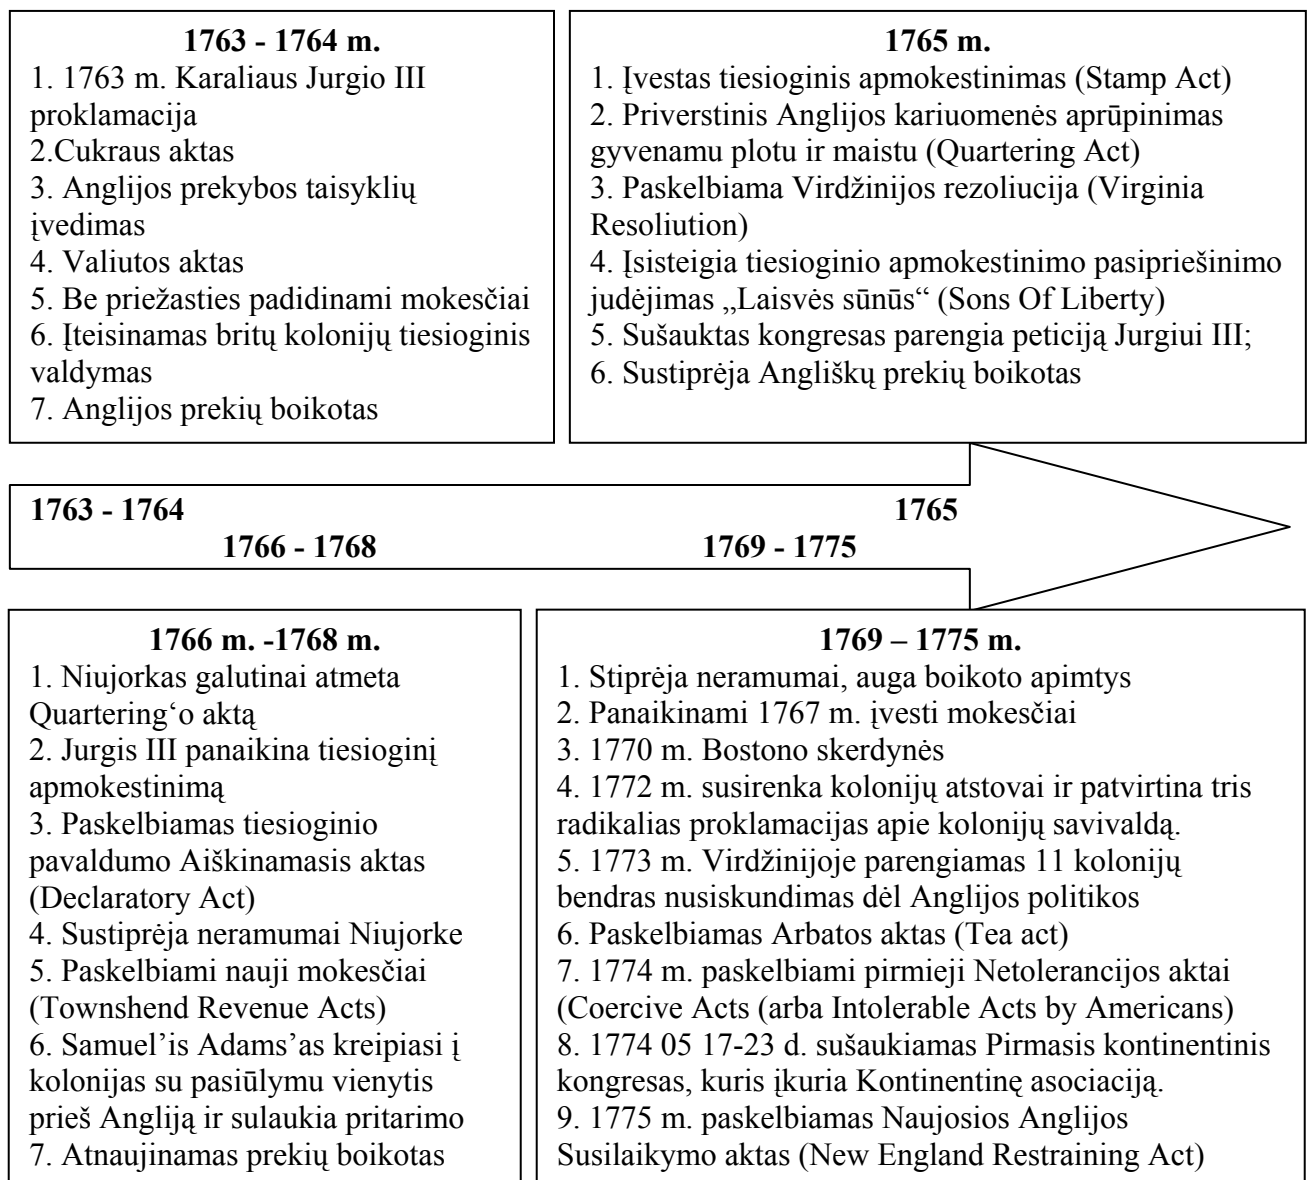 1763 - 1764 m.
1. 1763 m. Karaliaus Jurgio III
proklamacija
2.Cukraus aktas
3. Anglijos prekybos taisyklių
įvedimas
4. Valiutos aktas
5. Be priežasties padidinami mokesčiai
6. Įteisinamas britų kolonijų tiesioginis
valdymas
7. Anglijos prekių boikotas
1765 m.
1. Įvestas tiesioginis apmokestinimas (Stamp Act)
2. Priverstinis Anglijos kariuomenės aprūpinimas
gyvenamu plotu ir maistu (Quartering Act)
3. Paskelbiama Virdžinijos rezoliucija (Virginia
Resoliution)
4. Įsisteigia tiesioginio apmokestinimo pasipriešinimo
judėjimas „Laisvės sūnūs“ (Sons Of Liberty)
5. Sušauktas kongresas parengia peticiją Jurgiui III;
6. Sustiprėja Angliškų prekių boikotas
1763 - 1764 1765
1766 - 1768 1769 - 1775
1766 m. -1768 m.
1. Niujorkas galutinai atmeta
Quartering‘o aktą
2. Jurgis III panaikina tiesioginį
apmokestinimą
3. Paskelbiamas tiesioginio
pavaldumo Aiškinamasis aktas
(Declaratory Act)
4. Sustiprėja neramumai Niujorke
5. Paskelbiami nauji mokesčiai
(Townshend Revenue Acts)
6. Samuel’is Adams’as kreipiasi į
kolonijas su pasiūlymu vienytis
prieš Angliją ir sulaukia pritarimo
7. Atnaujinamas prekių boikotas
1769 – 1775 m.
1. Stiprėja neramumai, auga boikoto apimtys
2. Panaikinami 1767 m. įvesti mokesčiai
3. 1770 m. Bostono skerdynės
4. 1772 m. susirenka kolonijų atstovai ir patvirtina tris
radikalias proklamacijas apie kolonijų savivaldą.
5. 1773 m. Virdžinijoje parengiamas 11 kolonijų
bendras nusiskundimas dėl Anglijos politikos
6. Paskelbiamas Arbatos aktas (Tea act)
7. 1774 m. paskelbiami pirmieji Netolerancijos aktai
(Coercive Acts (arba Intolerable Acts by Americans)
8. 1774 05 17-23 d. sušaukiamas Pirmasis kontinentinis
kongresas, kuris įkuria Kontinentinę asociaciją.
9. 1775 m. paskelbiamas Naujosios Anglijos
Susilaikymo aktas (New England Restraining Act)